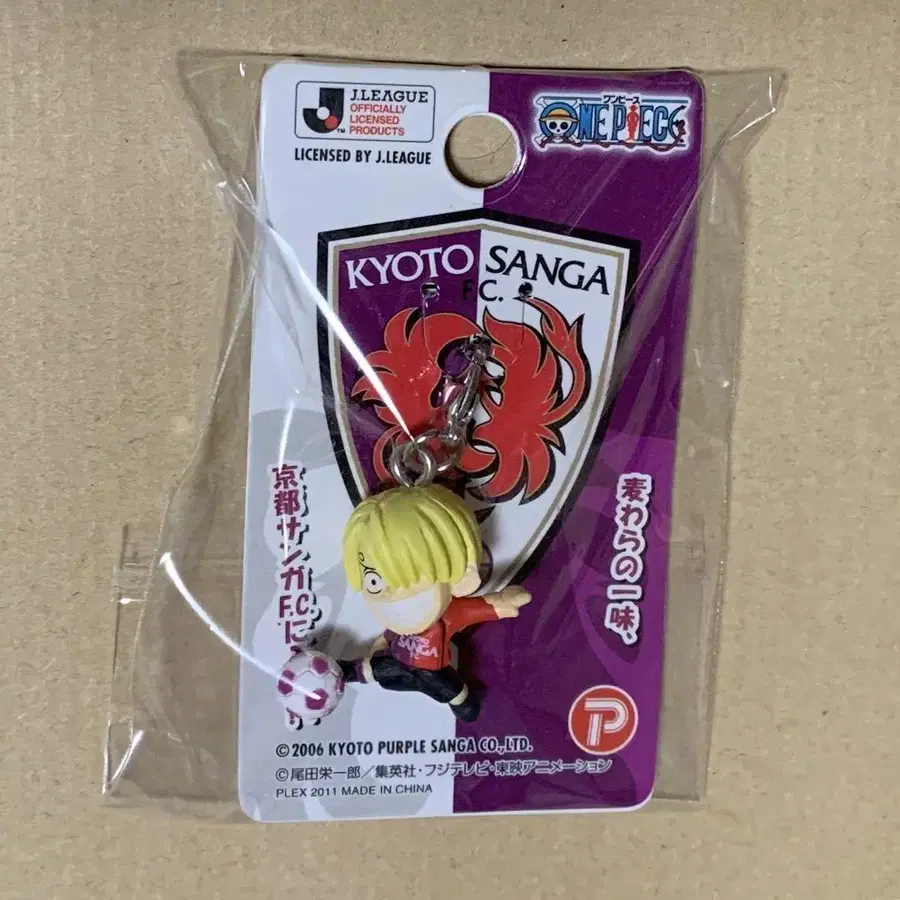 J.LEAGUE
OFFICIALLY
LICENSED
PRODUCTS
TM
LICENSED BY J.LEAGUE
ワンピース
ONE PIECE
KYOTO SANGA
F.C.
麦わらの一味、
京都サンガF.C.に
SANGA
P
©2006 KYOTO PURPLE SANGA CO.,LTD.
©尾田栄一郎/集英社・フジテレビ・東映アニメーション
PLEX 2011 MADE IN CHINA